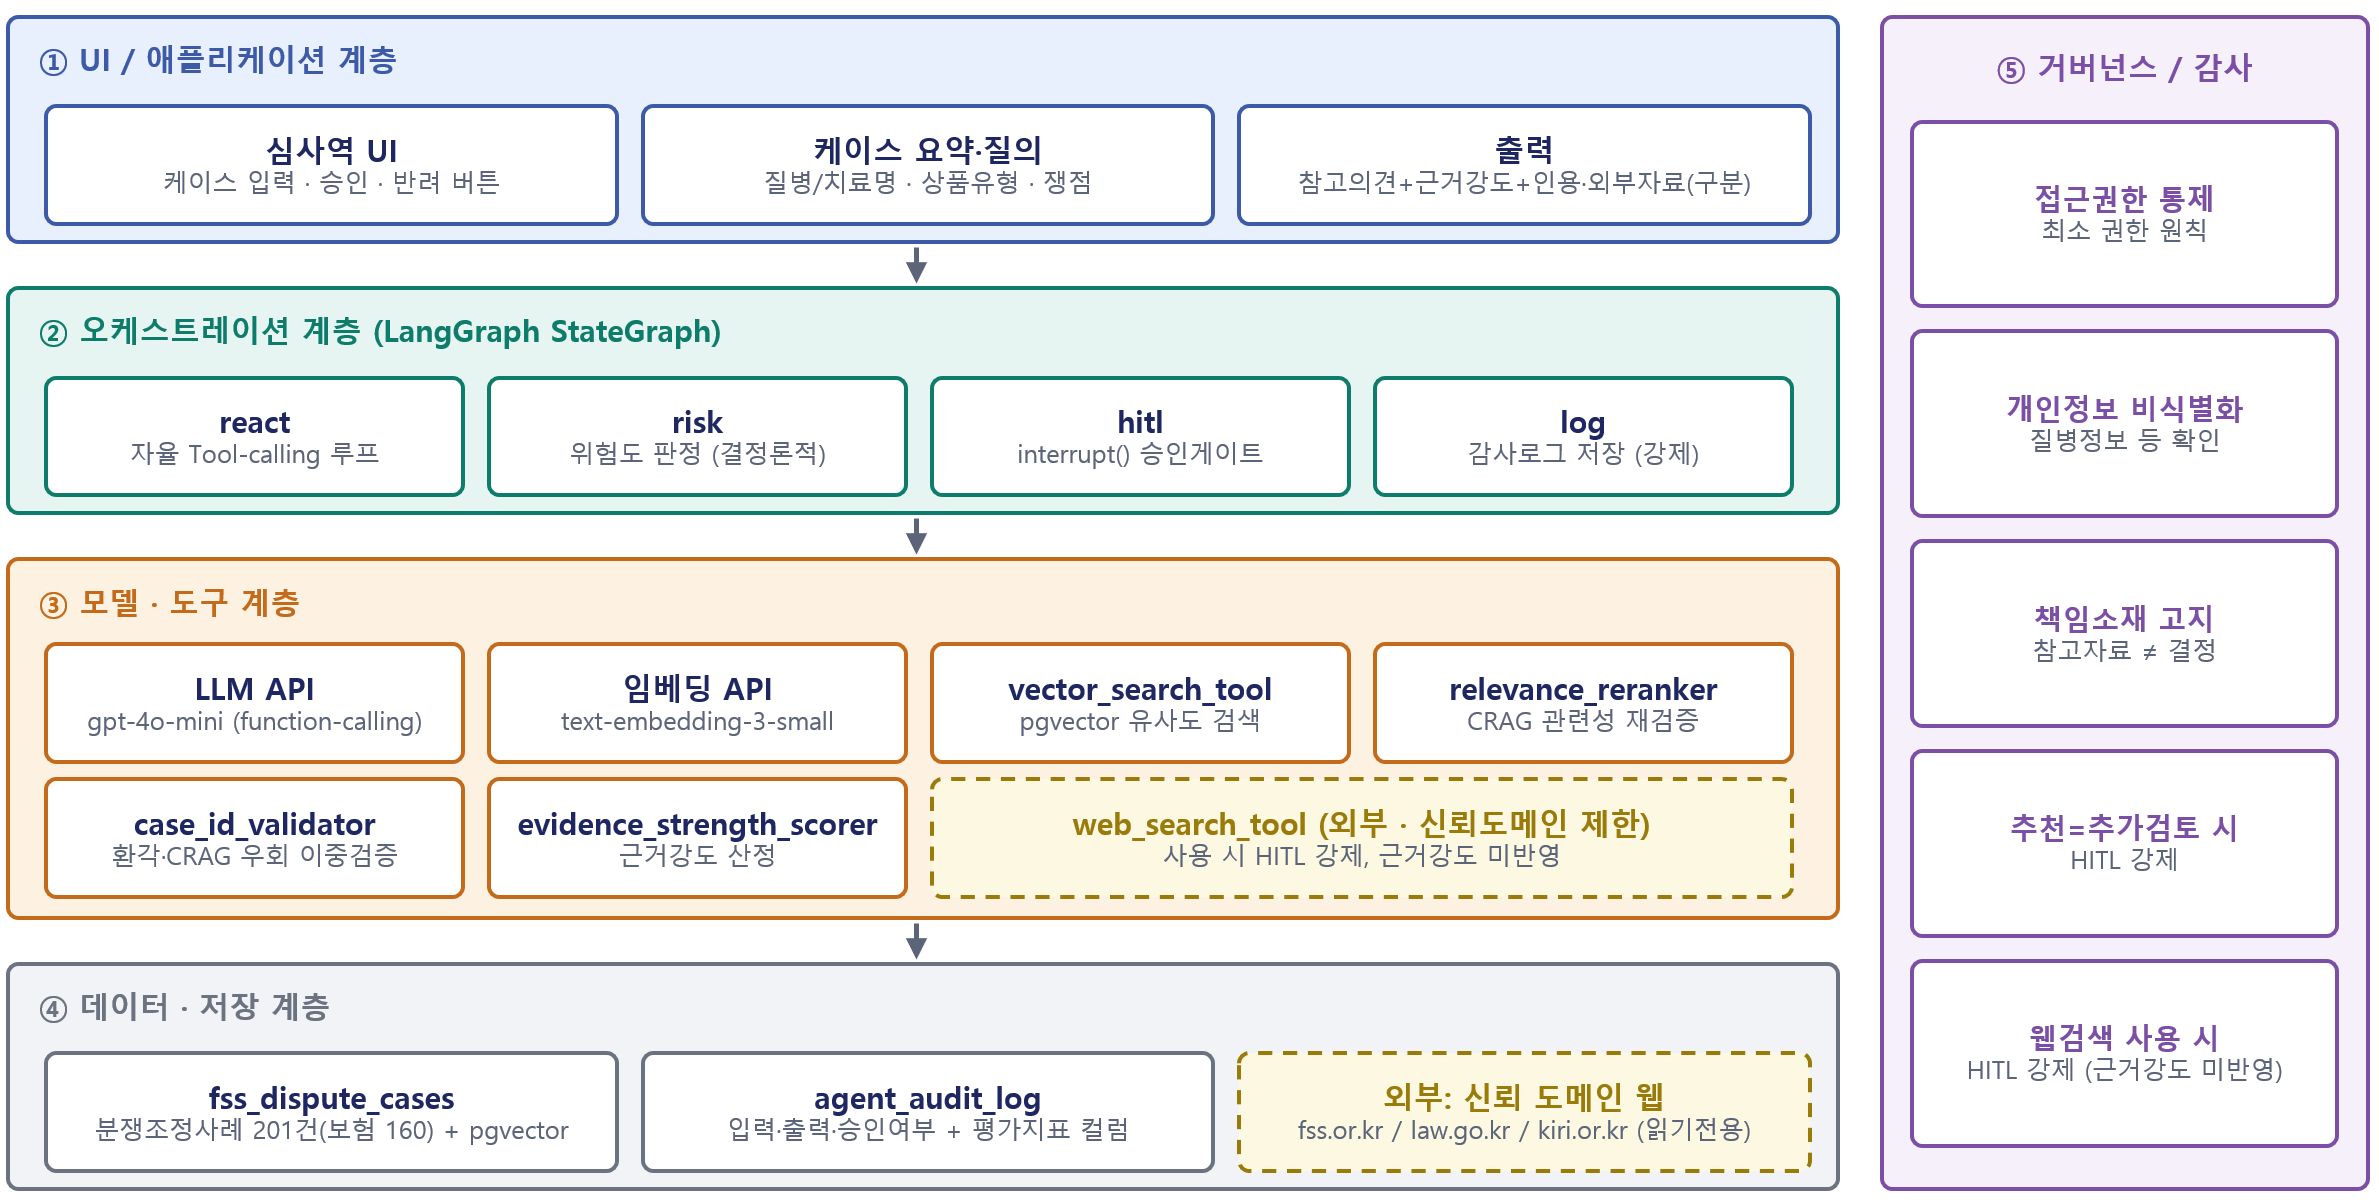 ① UI / 애플리케이션 계층
심사역 UI
케이스 입력 · 승인 · 반려 버튼
케이스 요약·질의
질병/치료명 · 상품유형 · 쟁점
출력
참고의견+근거강도+인용·외부자료(구분)
② 오케스트레이션 계층 (LangGraph StateGraph)
react
자율 Tool-calling 루프
risk
위험도 판정 (결정론적)
hitl
interrupt() 승인게이트
log
감사로그 저장 (강제)
③ 모델 · 도구 계층
LLM API
gpt-4o-mini (function-calling)
임베딩 API
text-embedding-3-small
vector_search_tool
pgvector 유사도 검색
relevance_reranker
CRAG 관련성 재검증
case_id_validator
환각·CRAG 우회 이중검증
evidence_strength_scorer
근거강도 산정
web_search_tool (외부 · 신뢰도메인 제한)
사용 시 HITL 강제, 근거강도 미반영
④ 데이터 · 저장 계층
fss_dispute_cases
분쟁조정사례 201건(보험 160) + pgvector
agent_audit_log
입력·출력·승인여부 + 평가지표 컬럼
외부: 신뢰 도메인 웹
fss.or.kr / law.go.kr / kiri.or.kr (읽기전용)
⑤ 거버넌스 / 감사
접근권한 통제
최소 권한 원칙
개인정보 비식별화
질병정보 등 확인
책임소재 고지
참고자료 ≠ 결정
추천=추가검토 시
HITL 강제
웹검색 사용 시
HITL 강제 (근거강도 미반영)